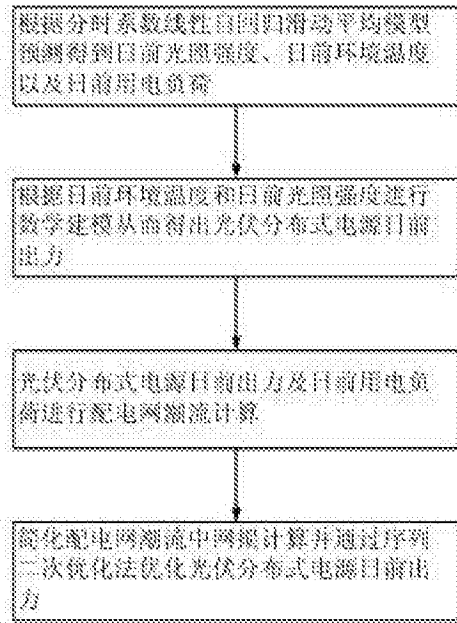 根据分时系数线性自回归滑动平均模型
预测得到日前光照强度、日前环境温度
以及日前用电负荷
根据日前环境温度和日前光照强度进行
数学建模从而得出光伏分布式电源日前
出力
光伏分布式电源日前出力及日前用电负
荷进行配电网潮流计算
简化配电网潮流中网损计算并通过序列
二次优化法优化光伏分布式电源日前出
力